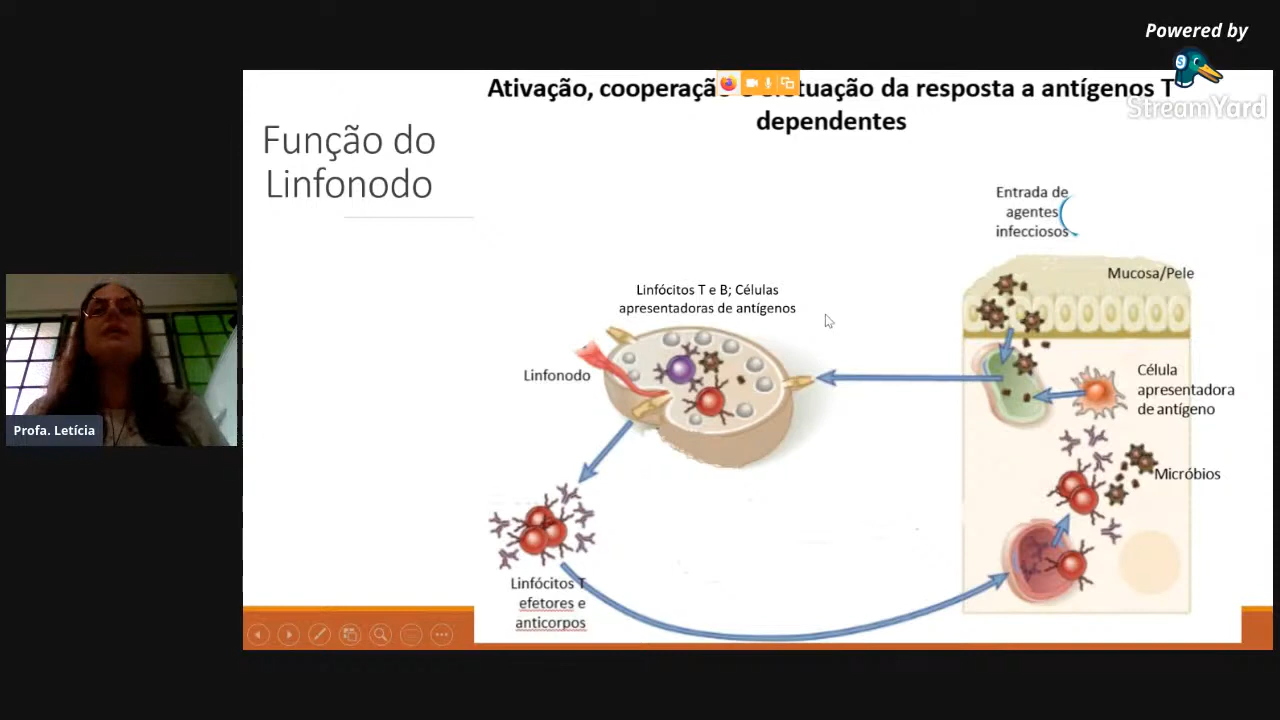 Powered by
StreamYard
Ativação, cooperação e efetuação da resposta a antígenos T
dependentes
Função do
Linfonodo
Entrada de
agentes
infecciosos
Mucosa/Pele
Linfócitos T e B; Células
apresentadoras de antígenos
Linfonodo
Célula
apresentadora
de antígeno
Micróbios
Profa. Letícia
Linfócitos T
efetores e
anticorpos